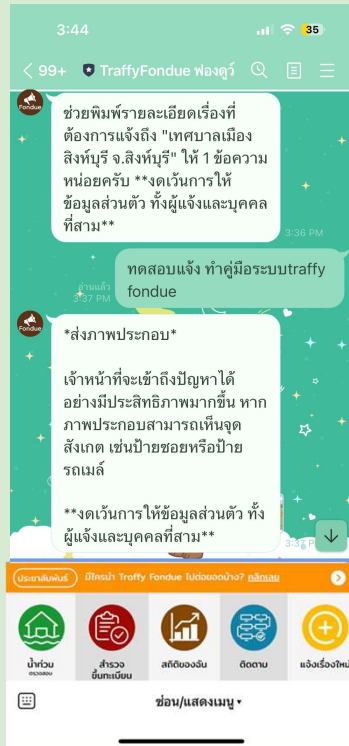 3:44
35
99+ TraffyFondue ฟองดูว์
Fondue
ช่วยพิมพ์รายละเอียดเรื่องที่
ต้องการแจ้งถึง "เทศบาลเมือง
สิงห์บุรี จ.สิงห์บุรี" ให้ 1 ข้อความ
หน่อยครับ **งดเว้นการให้
ข้อมูลส่วนตัว ทั้งผู้แจ้งและบุคคล
ที่สาม**
3:36 PM
ทดสอบแจ้ง ทำคู่มือระบบtraffy
fondue
อ่านแล้ว
3:37 PM
Fondue
*ส่งภาพประกอบ*
เจ้าหน้าที่จะเข้าถึงปัญหาได้
อย่างมีประสิทธิภาพมากขึ้น หาก
ภาพประกอบสามารถเห็นจุด
สังเกต เช่นป้ายซอยหรือป้าย
รถเมล์
**งดเว้นการให้ข้อมูลส่วนตัว ทั้ง
ผู้แจ้งและบุคคลที่สาม**
3:37 P
ประชาสัมพันธ์ มีใครนำ Traffy Fondue ไปต่อยอดบ้าง? คลิกเลย
น้ำท่วม
ตรวจสอบ
สำรวจ
ขึ้นทะเบียน
สถิติของฉัน
ติดตาม
แจ้งเรื่องใหม่
ซ่อน/แสดงเมนู